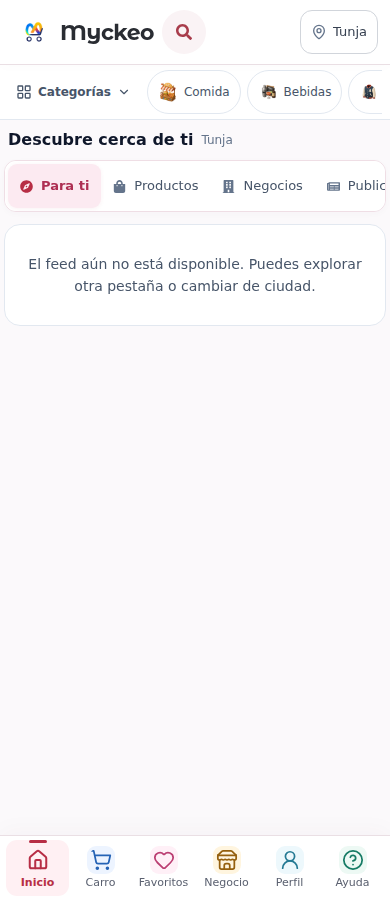 Myckeo
Tunja
Categorías
Comida
Bebidas
Descubre cerca de ti Tunja
Para ti
Productos
Negocios
Public
El feed aún no está disponible. Puedes explorar
otra pestaña o cambiar de ciudad.
Inicio
Carro
Favoritos
Negocio
Perfil
Ayuda